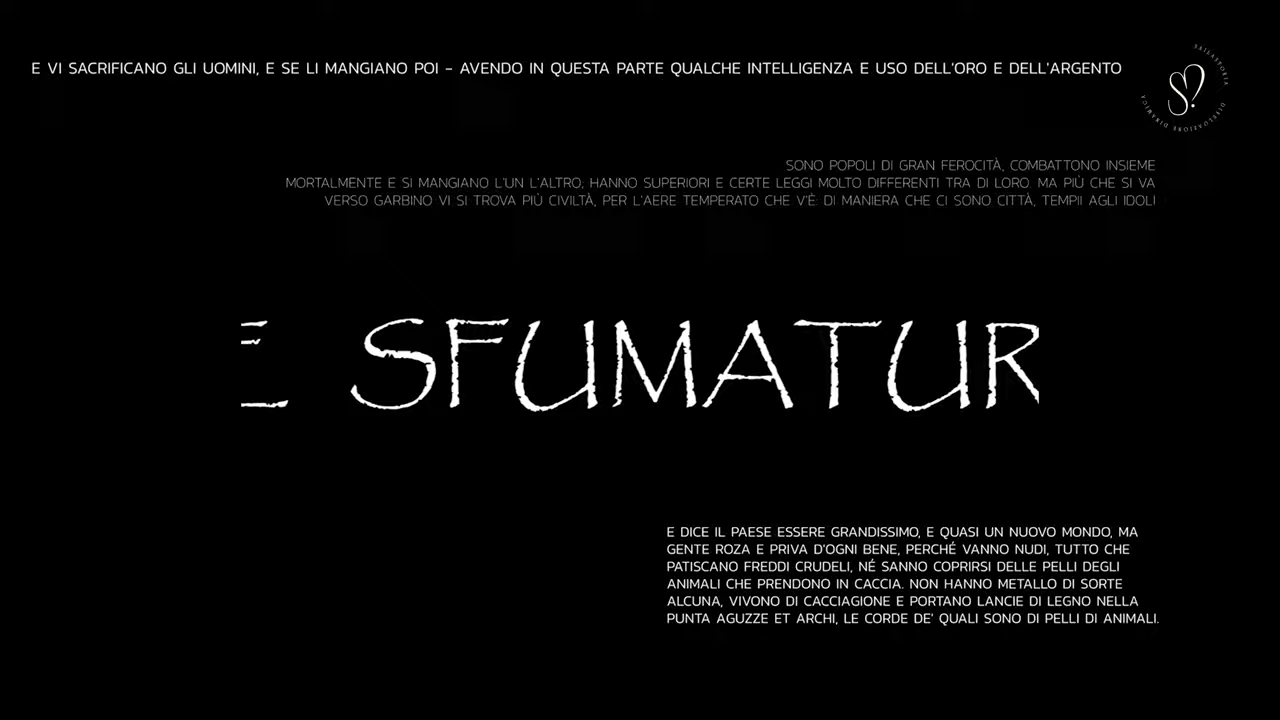 E VI SACRIFICANO GLI UOMINI, E SE LI MANGIANO POI – AVENDO IN QUESTA PARTE QUALCHE INTELLIGENZA E USO DELL'ORO E DELL'ARGENTO
SAILASTORIA
DIVULGAZIONE DINAMICA
S?
SONO POPOLI DI GRAN FEROCITÀ, COMBATTONO INSIEME
MORTALMENTE E SI MANGIANO L'UN L'ALTRO; HANNO SUPERIORI E CERTE LEGGI MOLTO DIFFERENTI TRA DI LORO. MA PIÙ CHE SI VA
VERSO GARBINO VI SI TROVA PIÙ CIVILTÀ, PER L'AERE TEMPERATO CHE V'È: DI MANIERA CHE CI SONO CITTÀ, TEMPII AGLI IDOLI
E SFUMATUR
E DICE IL PAESE ESSERE GRANDISSIMO, E QUASI UN NUOVO MONDO, MA
GENTE ROZA E PRIVA D'OGNI BENE, PERCHÉ VANNO NUDI, TUTTO CHE
PATISCANO FREDDI CRUDELI, NÉ SANNO COPRIRSI DELLE PELLI DEGLI
ANIMALI CHE PRENDONO IN CACCIA. NON HANNO METALLO DI SORTE
ALCUNA, VIVONO DI CACCIAGIONE E PORTANO LANCIE DI LEGNO NELLA
PUNTA AGUZZE ET ARCHI, LE CORDE DE' QUALI SONO DI PELLI DI ANIMALI.